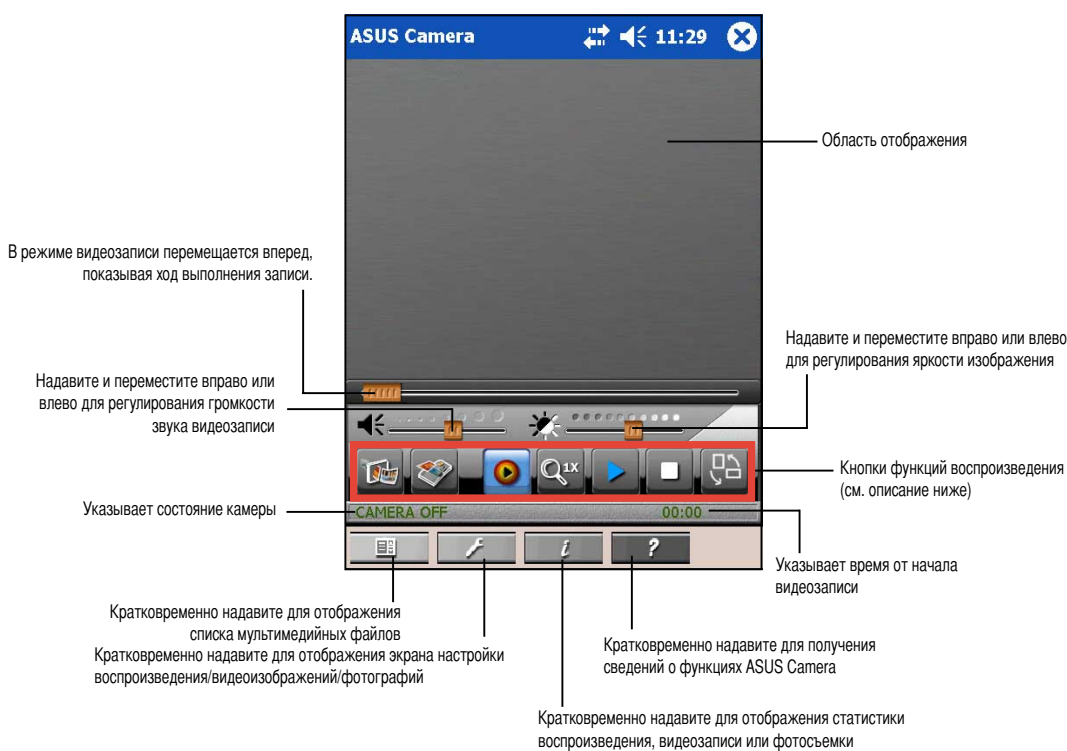 ASUS Camera 11:29
Область отображения
В режиме видеозаписи перемещается вперед,
показывая ход выполнения записи.
Надавите и переместите вправо или влево
для регулирования яркости изображения
Надавите и переместите вправо или
влево для регулирования громкости
звука видеозаписи
1X
Кнопки функций воспроизведения
(см. описание ниже)
Указывает состояние камеры
CAMERA OFF 00:00
i ?
Указывает время от начала
видеозаписи
Кратковременно надавите для отображения
списка мультимедийных файлов
Кратковременно надавите для отображения экрана настройки
воспроизведения/видеоизображений/фотографий
Кратковременно надавите для получения
сведений о функциях ASUS Camera
Кратковременно надавите для отображения статистики
воспроизведения, видеозаписи или фотосъемки